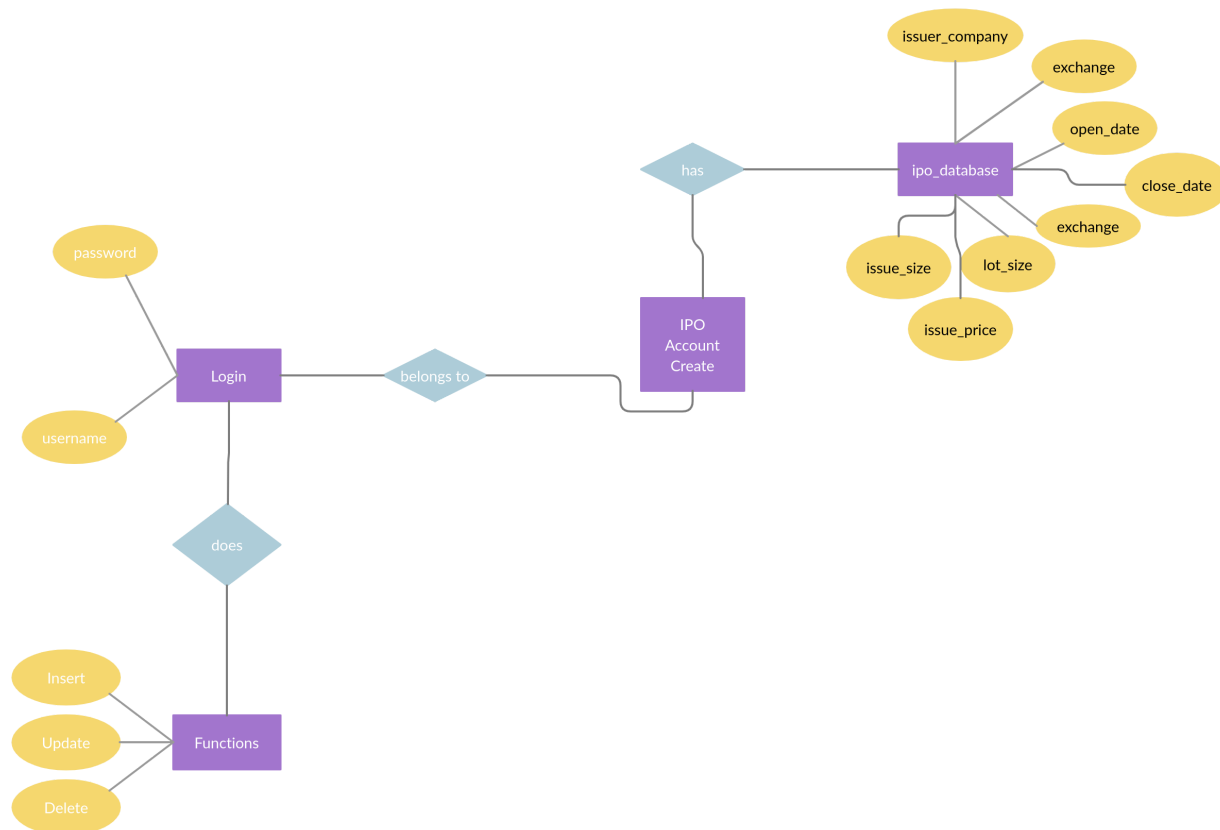 issuer_company
exchange
open_date
has
ipo_database
close_date
exchange
password
issue_size
lot_size
IPO
Account
Create
issue_price
Login
belongs to
username
does
Insert
Update
Functions
Delete